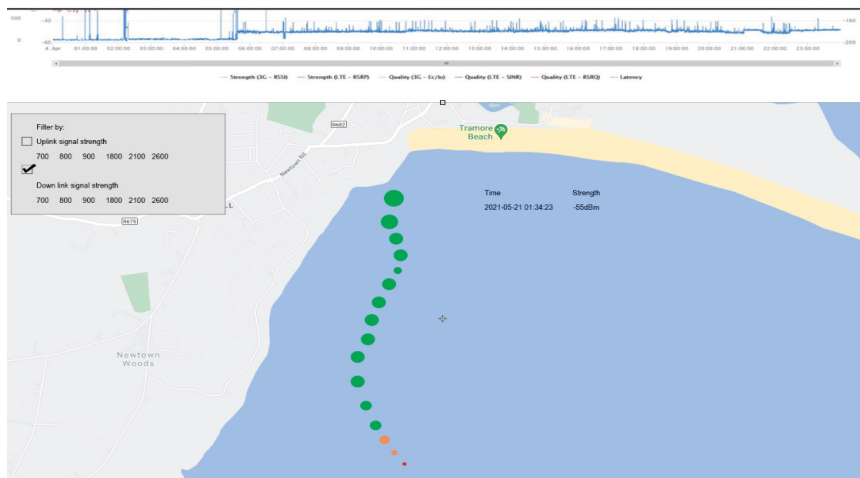 500
-30
-160
0
-60
-200
4. Apr 01:00:00 02:00:00 03:00:00 04:00:00 05:00:00 06:00:00 07:00:00 08:00:00 09:00:00 10:00:00 11:00:00 12:00:00 13:00:00 14:00:00 15:00:00 16:00:00 17:00:00 18:00:00 19:00:00 20:00:00 21:00:00 22:00:00 23:00:00
Strength (3G – RSSI) Strength (LTE – RSRP) Quality (3G – Ec/Io) Quality (LTE – SINR) Quality (LTE – RSRQ) Latency
Filter by:
Uplink signal strength
700 800 900 1800 2100 2600
Down link signal strength
700 800 900 1800 2100 2600
R682
Newtown Rd
Tramore
Beach
LL
R675
Time Strength
2021-05-21 01:34:23 -55dBm
Newtown
Woods